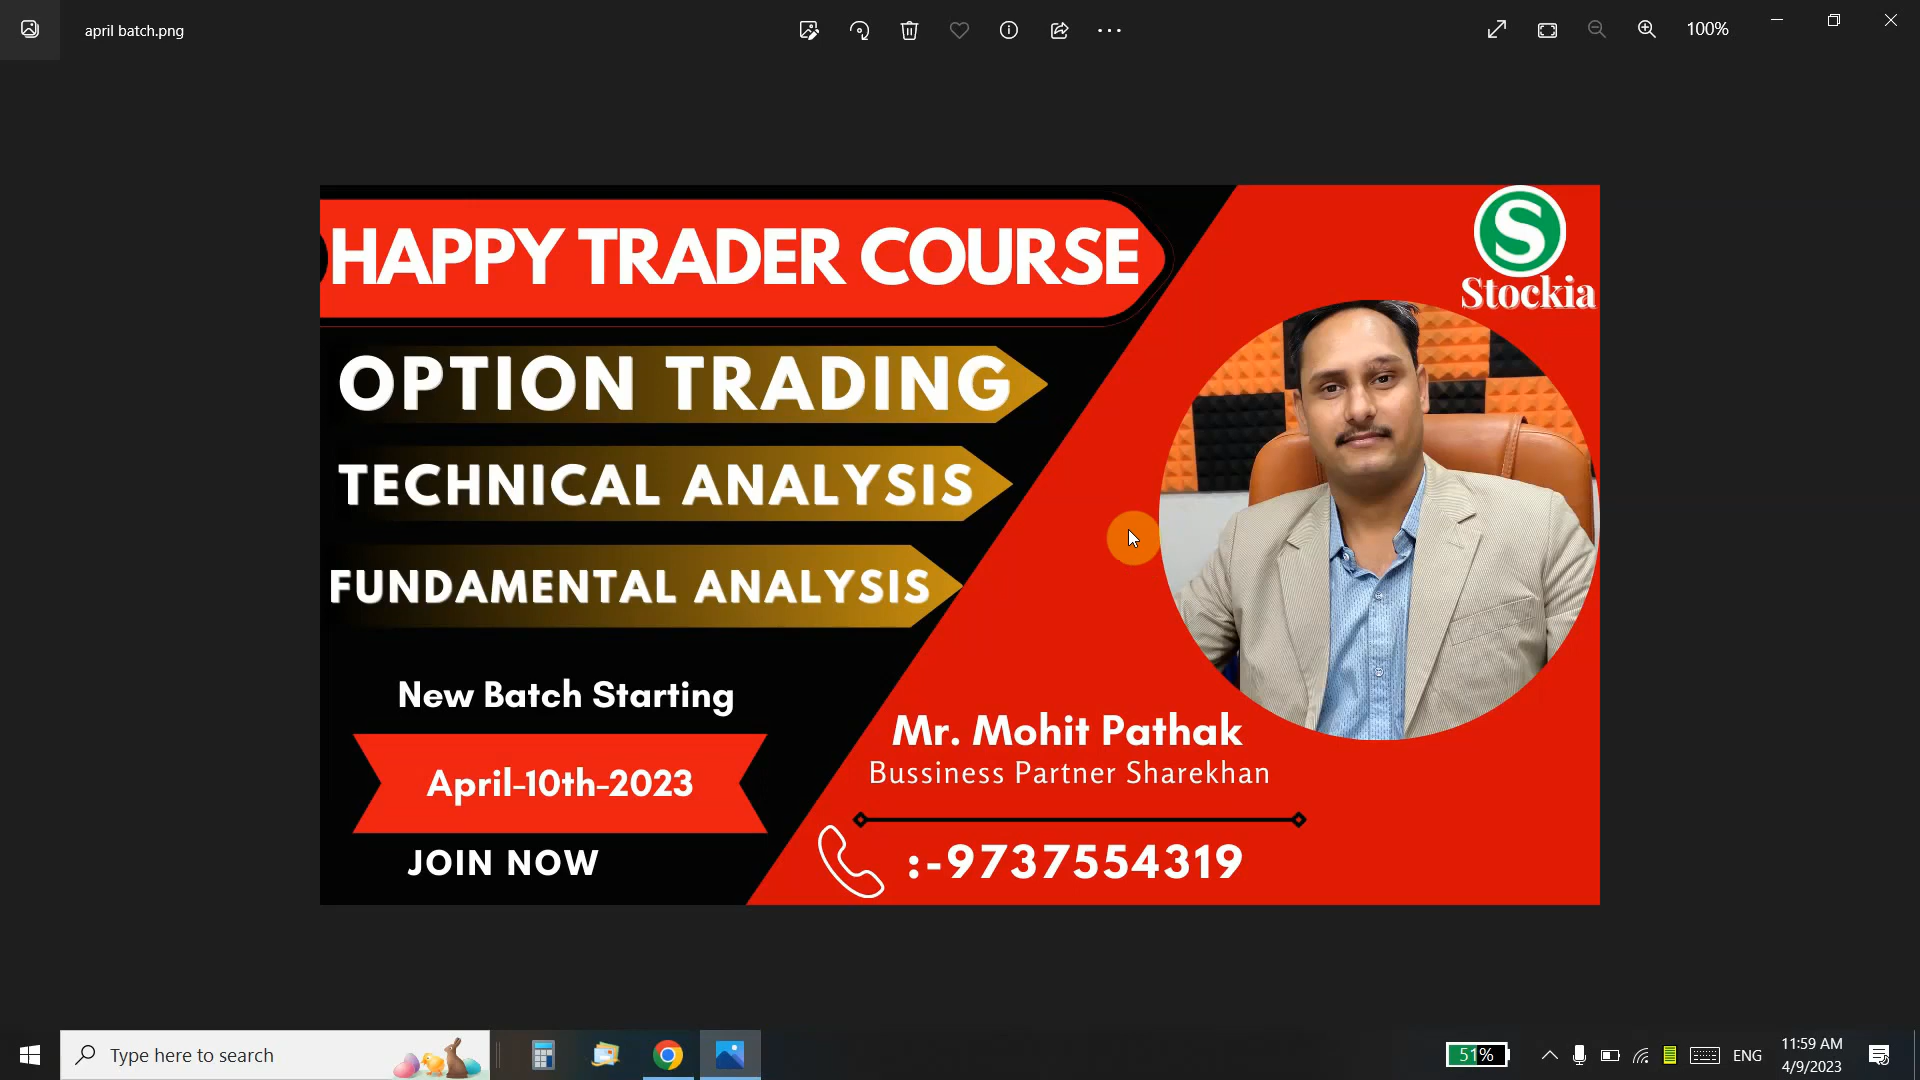 april batch.png
100%
HAPPY TRADER COURSE
S
Stockia
OPTION TRADING
TECHNICAL ANALYSIS
FUNDAMENTAL ANALYSIS
New Batch Starting
April-10th-2023
JOIN NOW
Mr. Mohit Pathak
Bussiness Partner Sharekhan
:-9737554319
Type here to search
51%
ENG
11:59 AM
4/9/2023